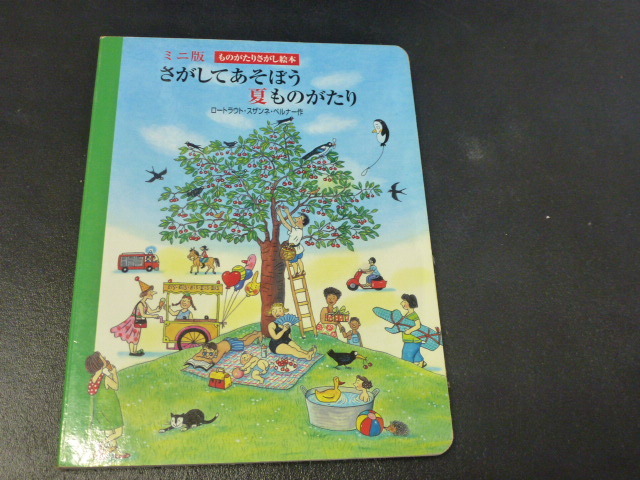 ミニ版 ものがたりさがし絵本
さがしてあそぼう
夏ものがたり
ロートラウト・スザンネ・ベルナー作